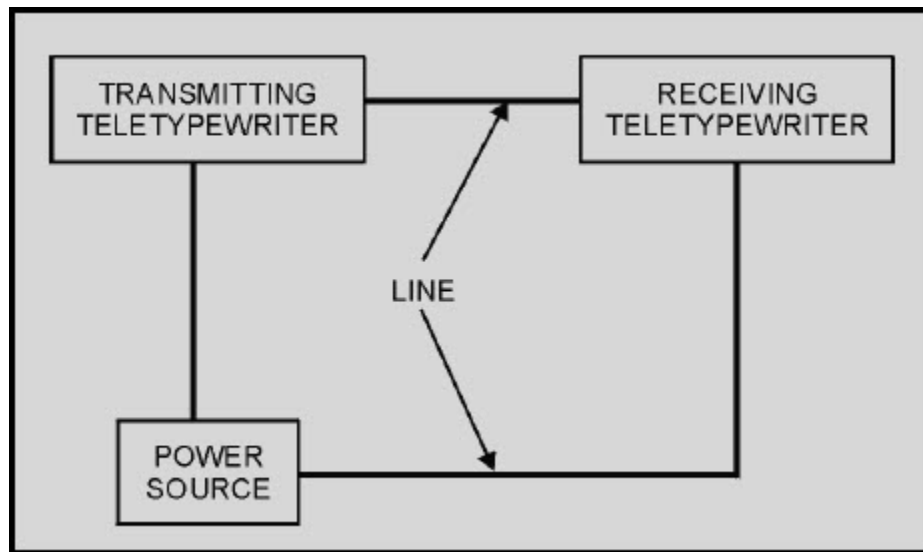 TRANSMITTING
TELETYPEWRITER
RECEIVING
TELETYPEWRITER
LINE
POWER
SOURCE